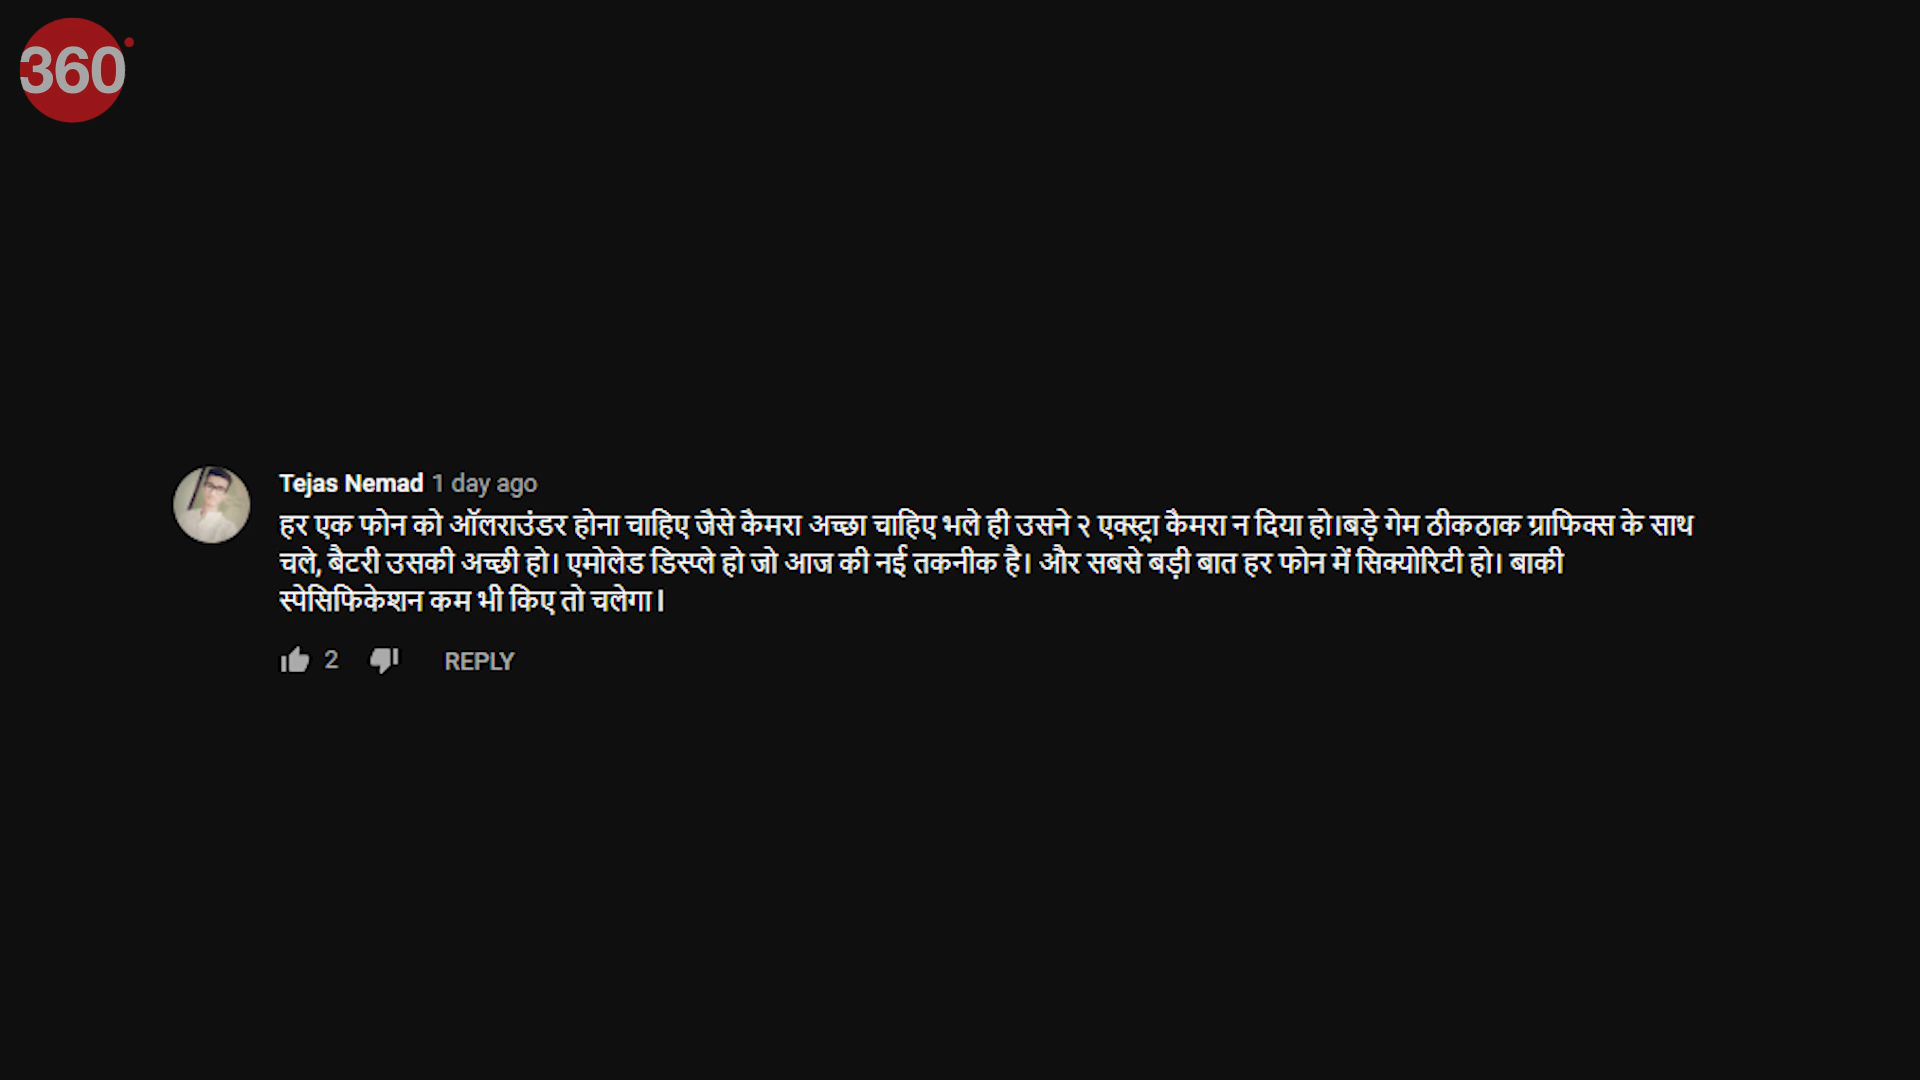 360
Tejas Nemad 1 day ago
हर एक फोन को ऑलराउंडर होना चाहिए जैसे कैमरा अच्छा चाहिए भले ही उसने २ एक्स्ट्रा कैमरा न दिया हो।बड़े गेम ठीकठाक ग्राफिक्स के साथ
चले, बैटरी उसकी अच्छी हो। एमोलेड डिस्प्ले हो जो आज की नई तकनीक है। और सबसे बड़ी बात हर फोन में सिक्योरिटी हो। बाकी
स्पेसिफिकेशन कम भी किए तो चलेगा l
2 REPLY